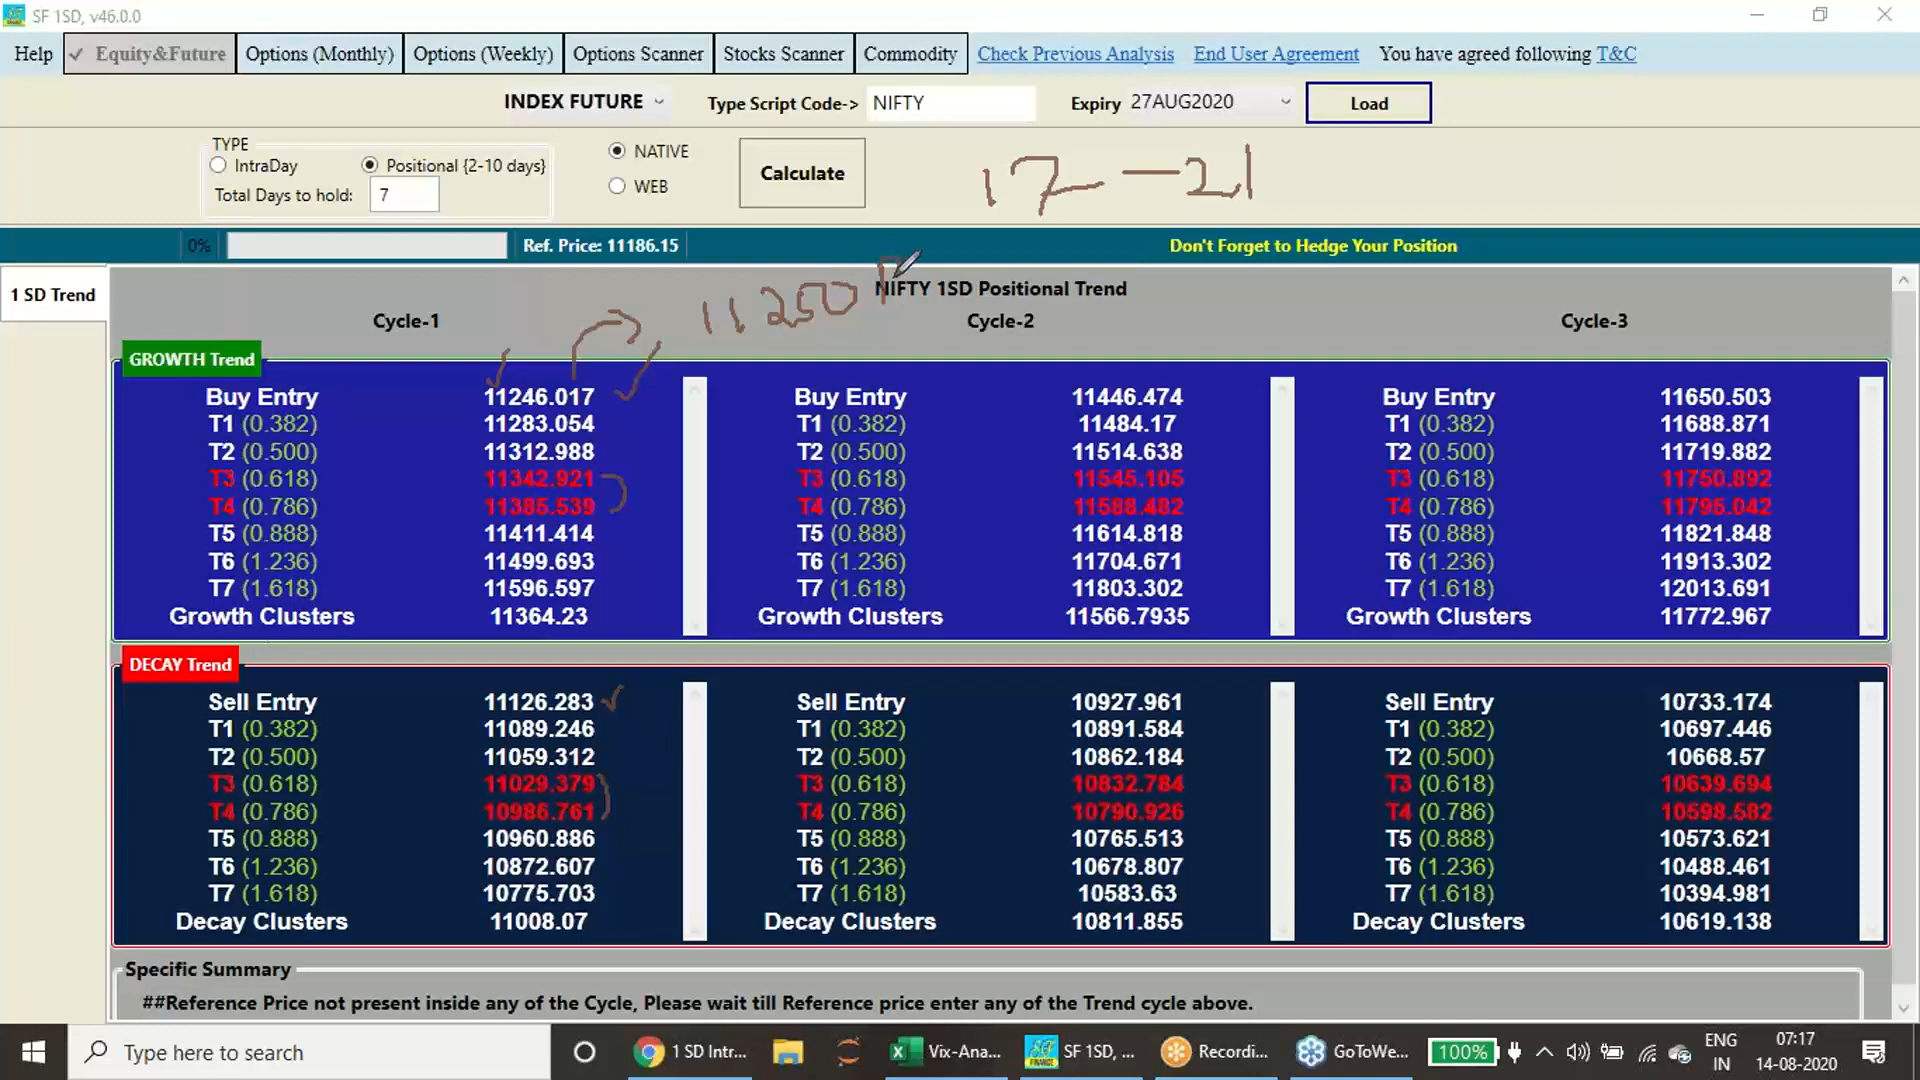 SF 1SD, v46.0.0
Help ✓ Equity&Future Options (Monthly) Options (Weekly) Options Scanner Stocks Scanner Commodity Check Previous Analysis End User Agreement You have agreed following T&C
INDEX FUTURE Type Script Code-> NIFTY Expiry 27AUG2020 Load
TYPE
IntraDay Positional {2-10 days}
Total Days to hold: 7
NATIVE
WEB
Calculate
17-21
0% Ref. Price: 11186.15 Don't Forget to Hedge Your Position
1 SD Trend
NIFTY 1SD Positional Trend
11250 P
Cycle-1 Cycle-2 Cycle-3
GROWTH Trend
Buy Entry 11246.017 Buy Entry 11446.474 Buy Entry 11650.503
T1 (0.382) 11283.054 T1 (0.382) 11484.17 T1 (0.382) 11688.871
T2 (0.500) 11312.988 T2 (0.500) 11514.638 T2 (0.500) 11719.882
T3 (0.618) 11342.921 T3 (0.618) 11545.105 T3 (0.618) 11750.892
T4 (0.786) 11385.539 T4 (0.786) 11588.482 T4 (0.786) 11795.042
T5 (0.888) 11411.414 T5 (0.888) 11614.818 T5 (0.888) 11821.848
T6 (1.236) 11499.693 T6 (1.236) 11704.671 T6 (1.236) 11913.302
T7 (1.618) 11596.597 T7 (1.618) 11803.302 T7 (1.618) 12013.691
Growth Clusters 11364.23 Growth Clusters 11566.7935 Growth Clusters 11772.967
DECAY Trend
Sell Entry 11126.283 Sell Entry 10927.961 Sell Entry 10733.174
T1 (0.382) 11089.246 T1 (0.382) 10891.584 T1 (0.382) 10697.446
T2 (0.500) 11059.312 T2 (0.500) 10862.184 T2 (0.500) 10668.57
T3 (0.618) 11029.379 T3 (0.618) 10832.784 T3 (0.618) 10639.694
T4 (0.786) 10986.761 T4 (0.786) 10790.926 T4 (0.786) 10598.582
T5 (0.888) 10960.886 T5 (0.888) 10765.513 T5 (0.888) 10573.621
T6 (1.236) 10872.607 T6 (1.236) 10678.807 T6 (1.236) 10488.461
T7 (1.618) 10775.703 T7 (1.618) 10583.63 T7 (1.618) 10394.981
Decay Clusters 11008.07 Decay Clusters 10811.855 Decay Clusters 10619.138
Specific Summary
##Reference Price not present inside any of the Cycle, Please wait till Reference price enter any of the Trend cycle above.
Type here to search 1 SD Intr... Vix-Ana... SF 1SD, ... Recordi... GoToWe... 100% ENG IN 07:17 14-08-2020